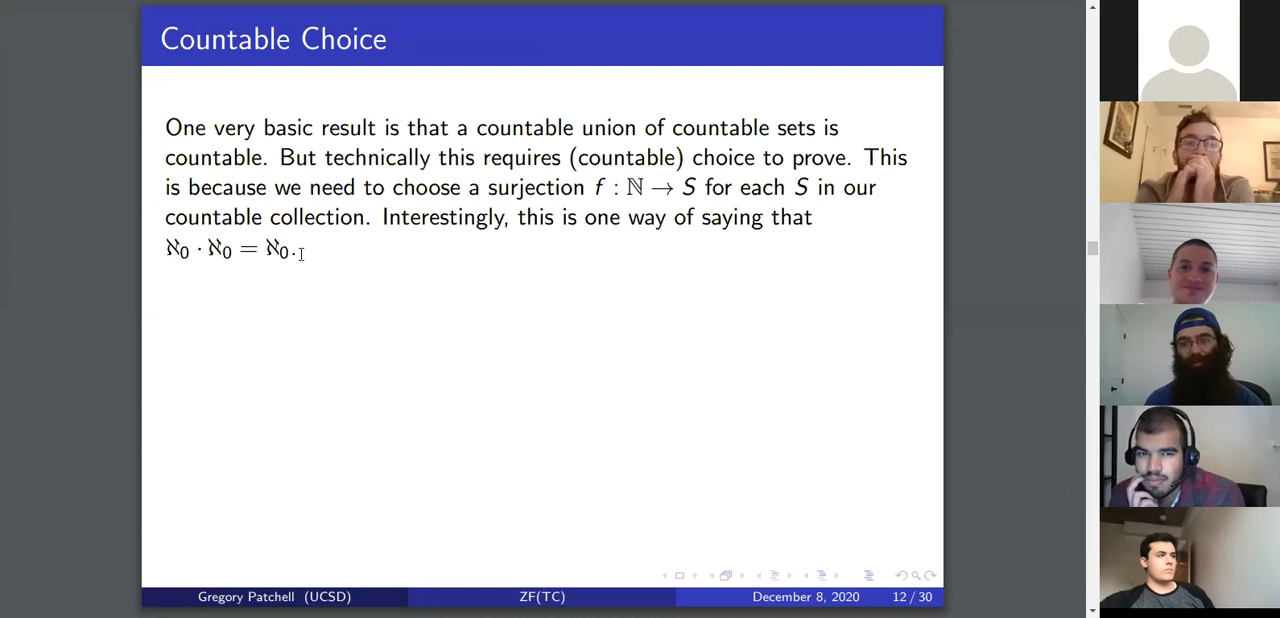 Countable Choice
One very basic result is that a countable union of countable sets is
countable. But technically this requires (countable) choice to prove. This
is because we need to choose a surjection f : ℕ → S for each S in our
countable collection. Interestingly, this is one way of saying that
ℵ₀ · ℵ₀ = ℵ₀.
Gregory Patchell (UCSD) ZF(TC) December 8, 2020 12 / 30